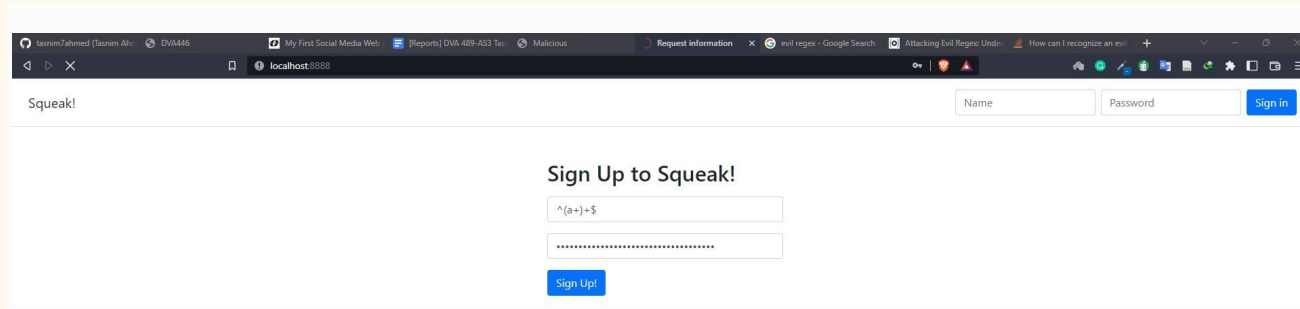 tasnim7ahmed (Tasnim Ahm DVA446 My First Social Media Web [Reports] DVA 489-AS3 Tasn Malicious Request information evil regex - Google Search Attacking Evil Regex: Under How can I recognize an evil
localhost:8888
Squeak! Name Password Sign in
Sign Up to Squeak!
^(a+)+$
Sign Up!